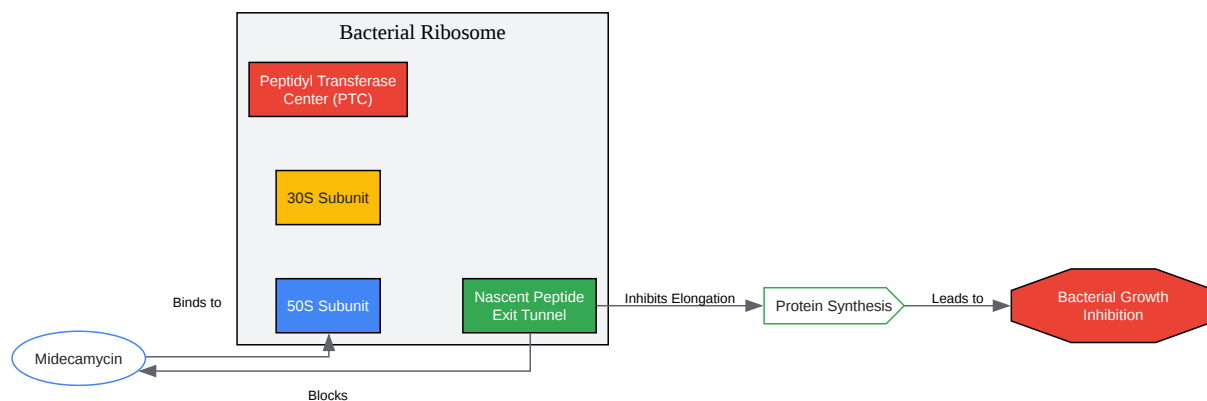 Bacterial Ribosome
Peptidyl Transferase
Center (PTC)
30S Subunit
Binds to
50S Subunit
Nascent Peptide
Exit Tunnel
Inhibits Elongation
Protein Synthesis
Leads to
Bacterial Growth
Inhibition
Midecamycin
Blocks